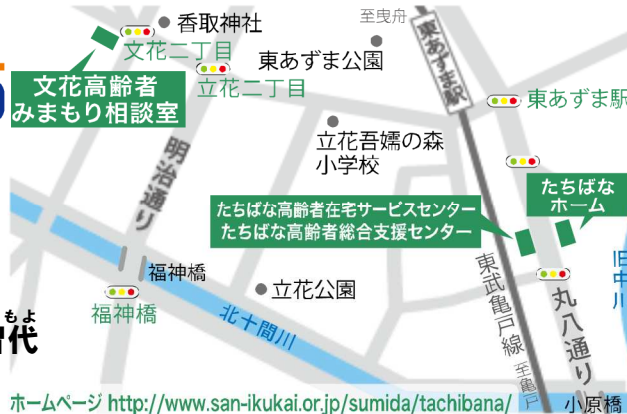 香取神社
至曳舟
文花二丁目
東あずま公園
東あずま駅
文花高齢者
みまもり相談室
立花二丁目
東あずま駅
立花吾嬬の森
小学校
明治通り
たちばな
ホーム
たちばな高齢者在宅サービスセンター
たちばな高齢者総合支援センター
旧中川
福神橋
東武亀戸線
立花公園
福神橋
北十間川
丸八通り
もよ
代
至亀戸
ホームページ http://www.san-ikukai.or.jp/sumida/tachibana/
小原橋